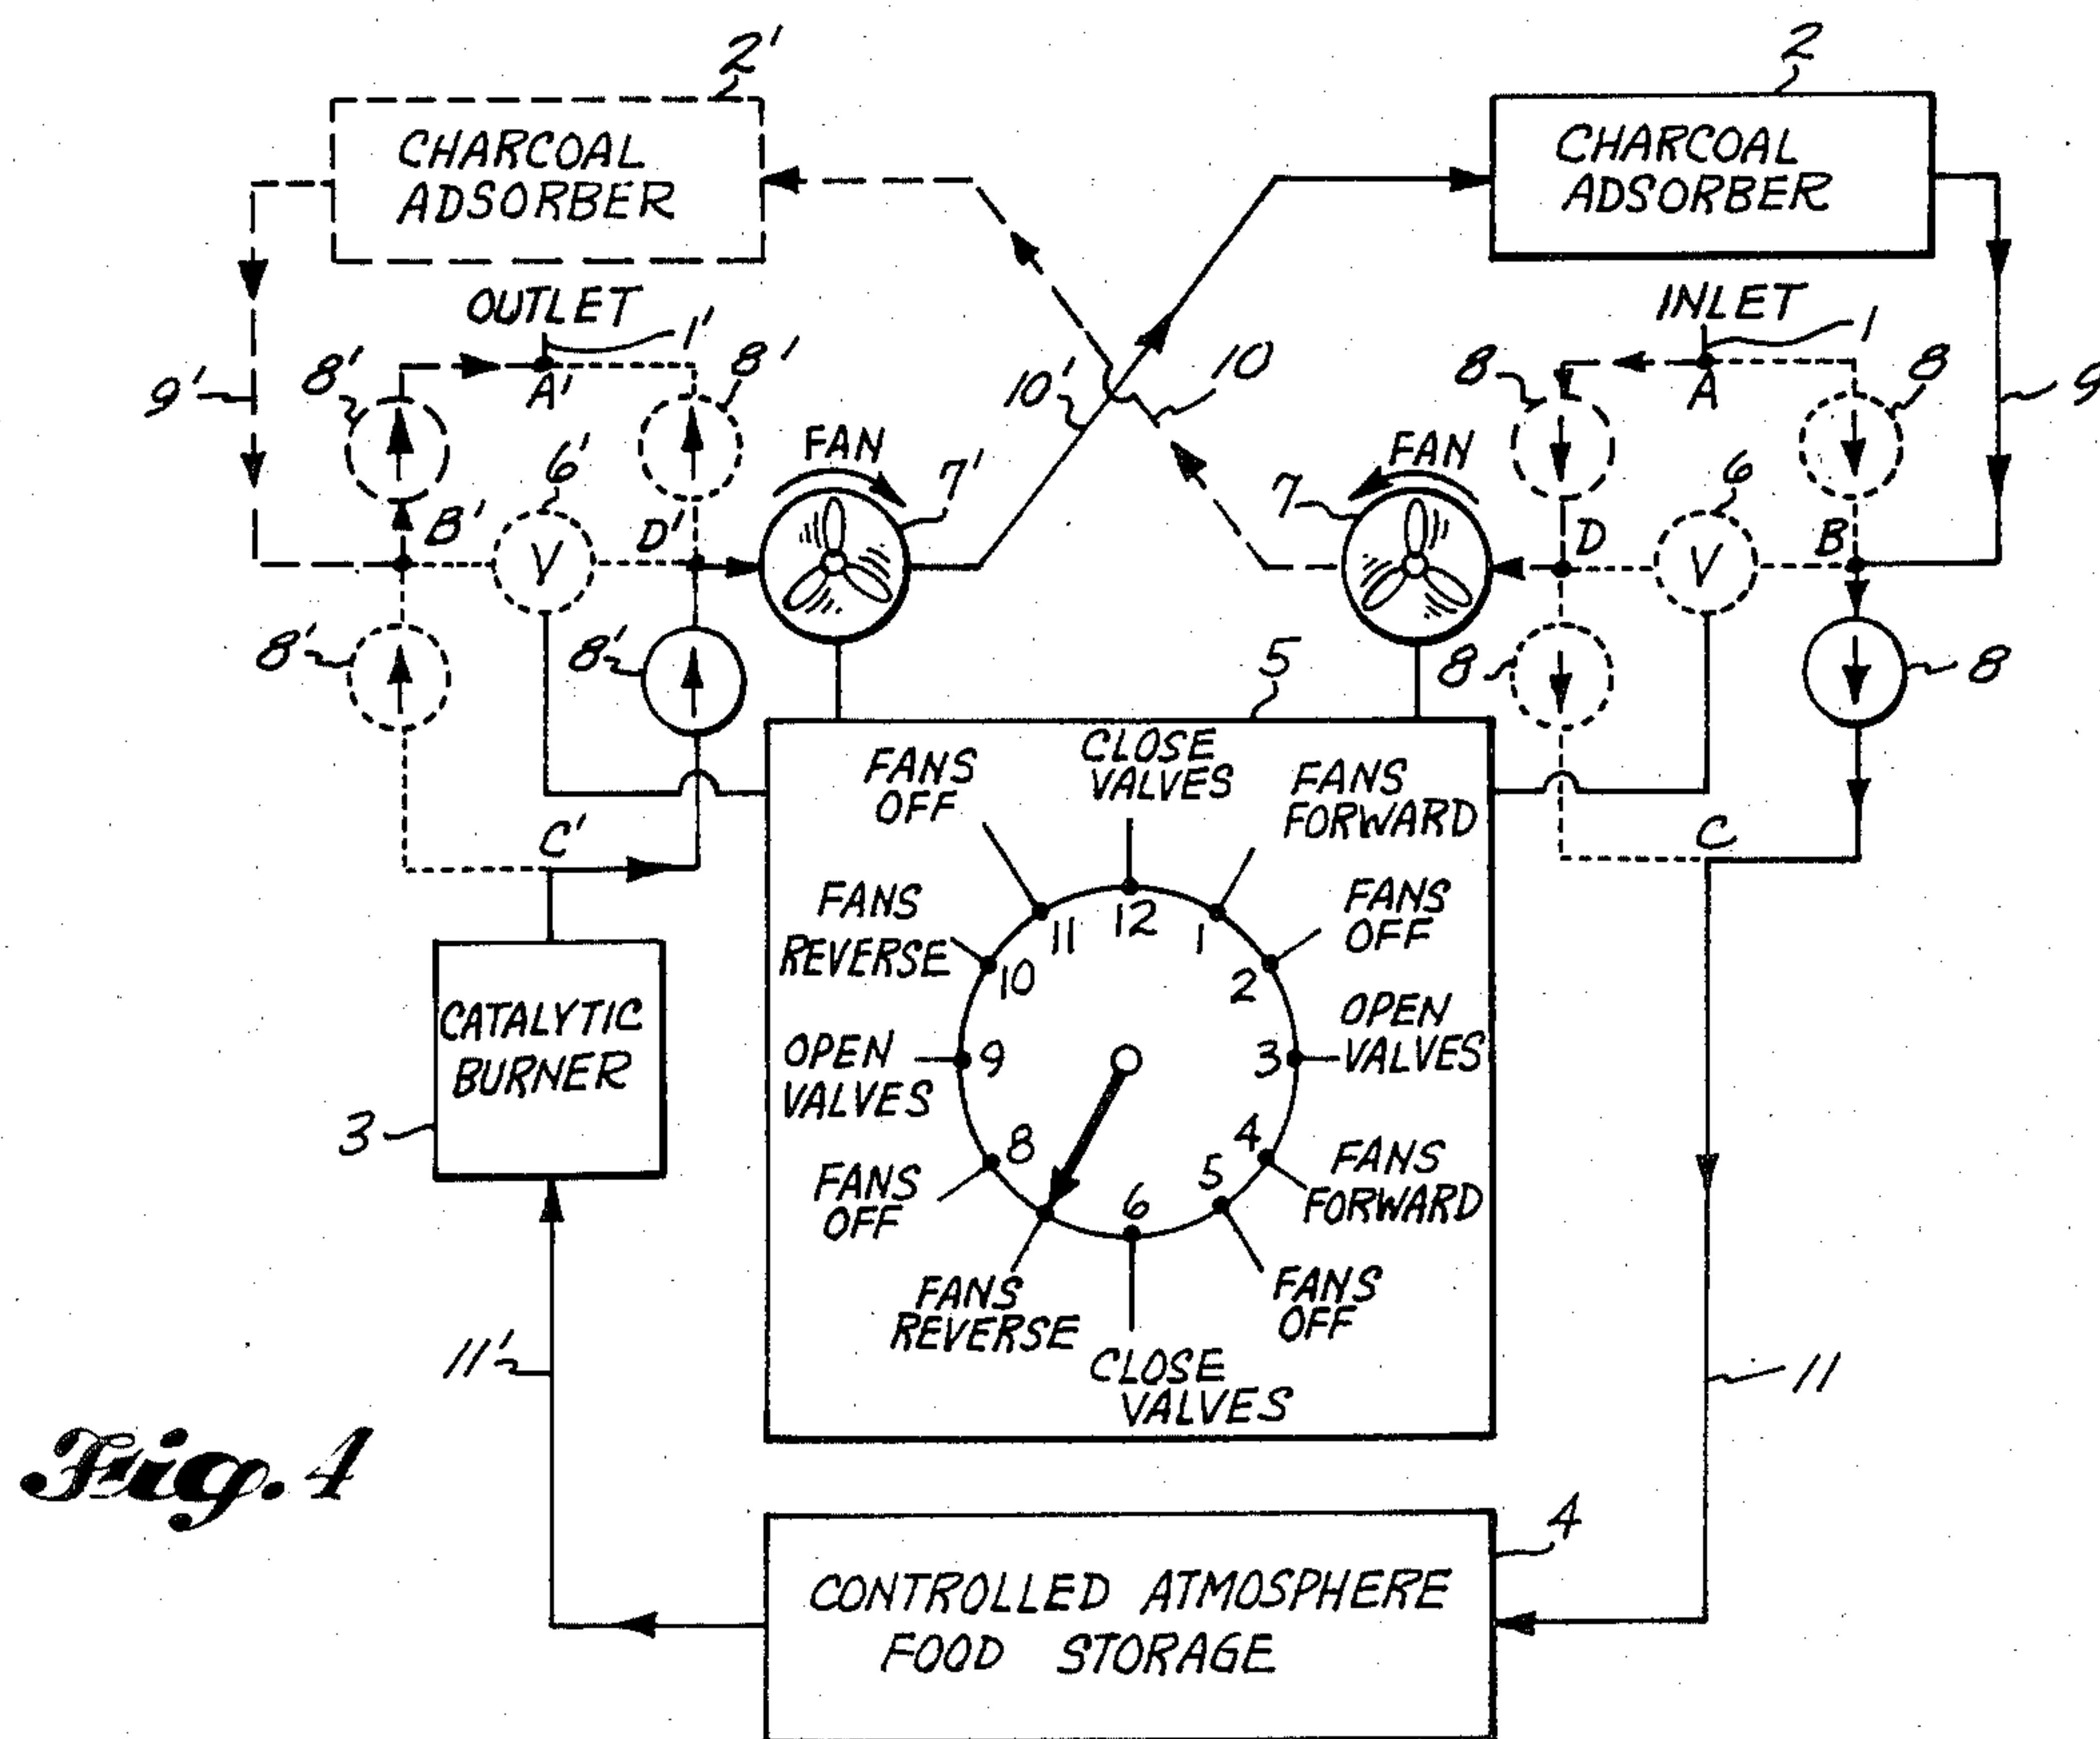 2'
2
CHARCOAL
ADSORBER
CHARCOAL
ADSORBER
OUTLET
1'
INLET
1
9'
8'
A'
8'
10'
10
8
A
8
9
6'
FAN
7'
7
FAN
6
B'
V
D'
D
V
B
8'
8'
5
8
8
FANS
OFF
CLOSE
VALVES
FANS
FORWARD
C'
C
FANS
REVERSE
11
12
1
FANS
OFF
10
2
CATALYTIC
BURNER
OPEN
VALVES
9
3
OPEN
VALVES
3
8
4
FANS
OFF
5
FANS
FORWARD
6
FANS
REVERSE
FANS
OFF
CLOSE
VALVES
11'
11
Fig. 4
4
CONTROLLED ATMOSPHERE
FOOD STORAGE